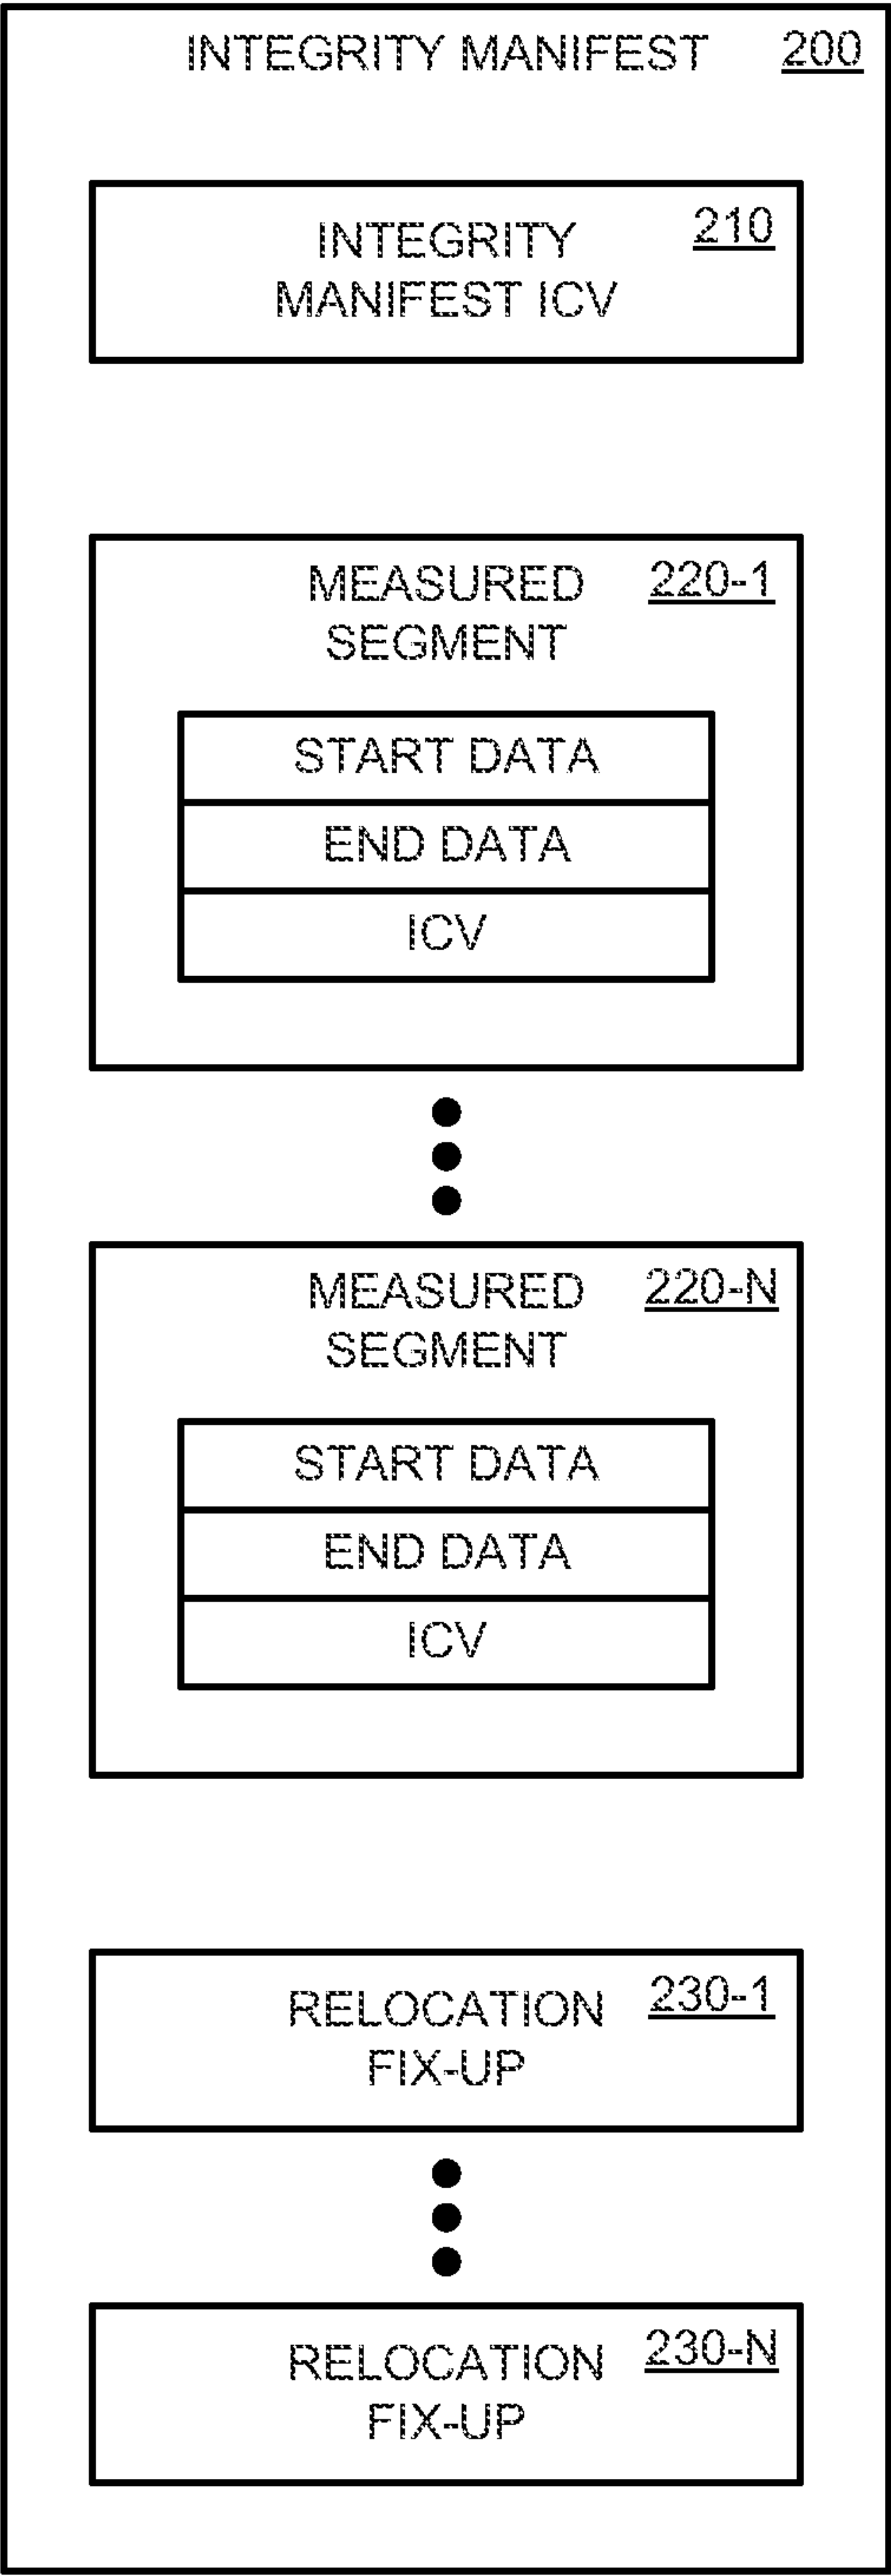 INTEGRITY MANIFEST 200
INTEGRITY 210
MANIFEST ICV
MEASURED 220-1
SEGMENT
START DATA
END DATA
ICV
MEASURED 220-N
SEGMENT
START DATA
END DATA
ICV
RELOCATION 230-1
FIX-UP
RELOCATION 230-N
FIX-UP